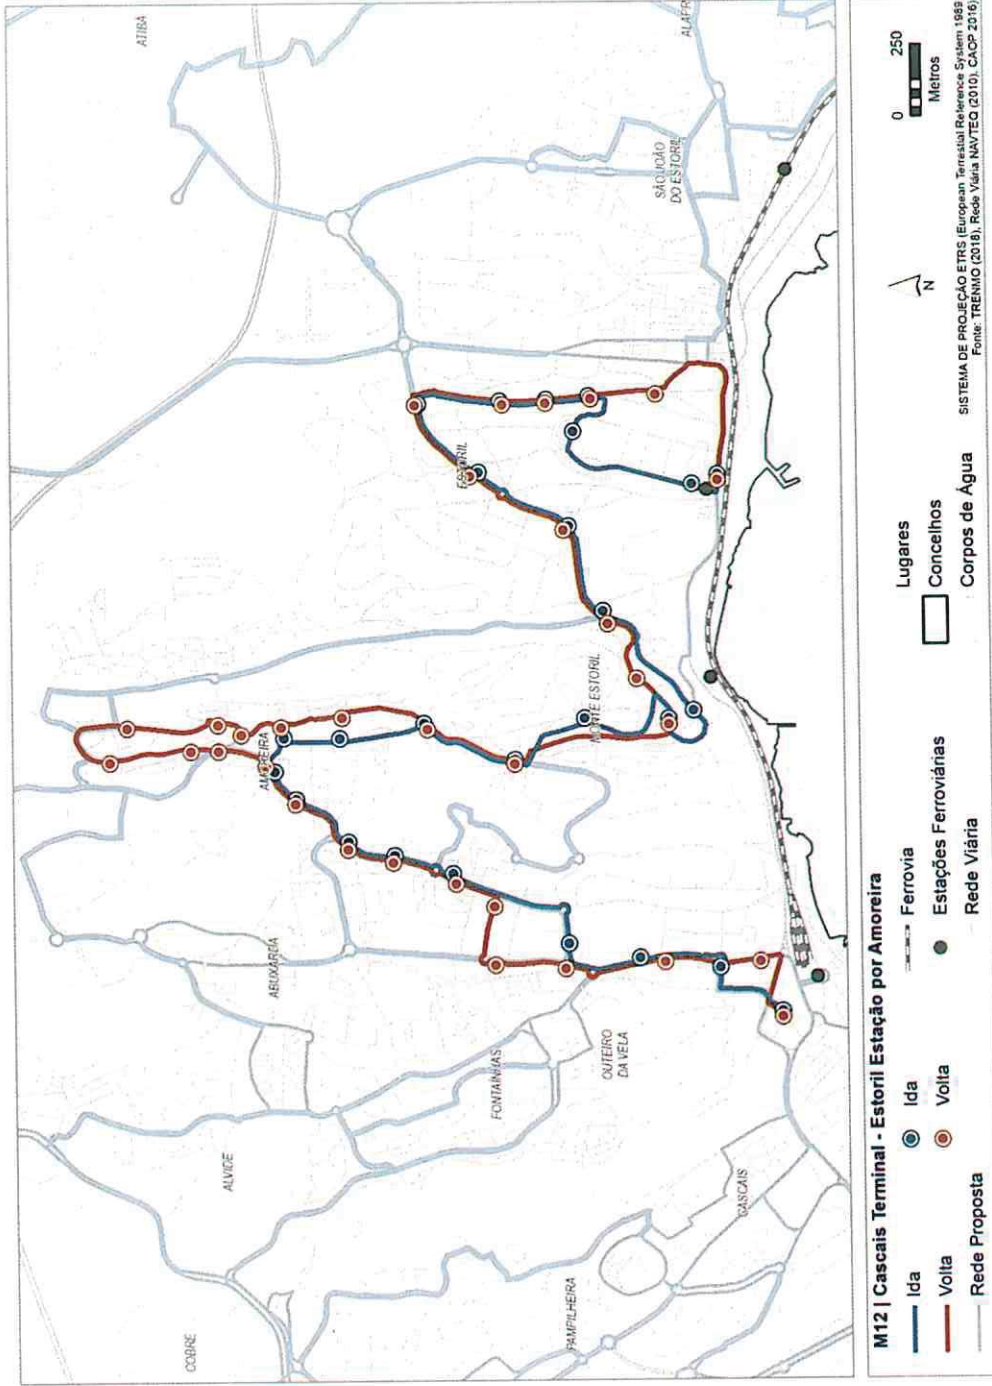 ATIBÁ
ALAPR
COBRE
ALVIDE
ABUXARDA
AMOREIRA
ESTORIL
SÃO JOÃO
DO ESTORIL
FONTAINHAS
OUTEIRO
DA VELA
MONTE ESTORIL
PAMPILHEIRA
CASCAIS
M12 | Cascais Terminal - Estoril Estação por Amoreira
Ida
Volta
Rede Proposta
Ida
Volta
Ferrovia
Estações Ferroviárias
Rede Viária
Lugares
Concelhos
Corpos de Água
N
0 250
Metros
SISTEMA DE PROJEÇÃO ETRS (European Terrestrial Reference System 1989
Fonte: TRENMO (2018), Rede Viária NAVTEQ (2010), CAOP 2016)